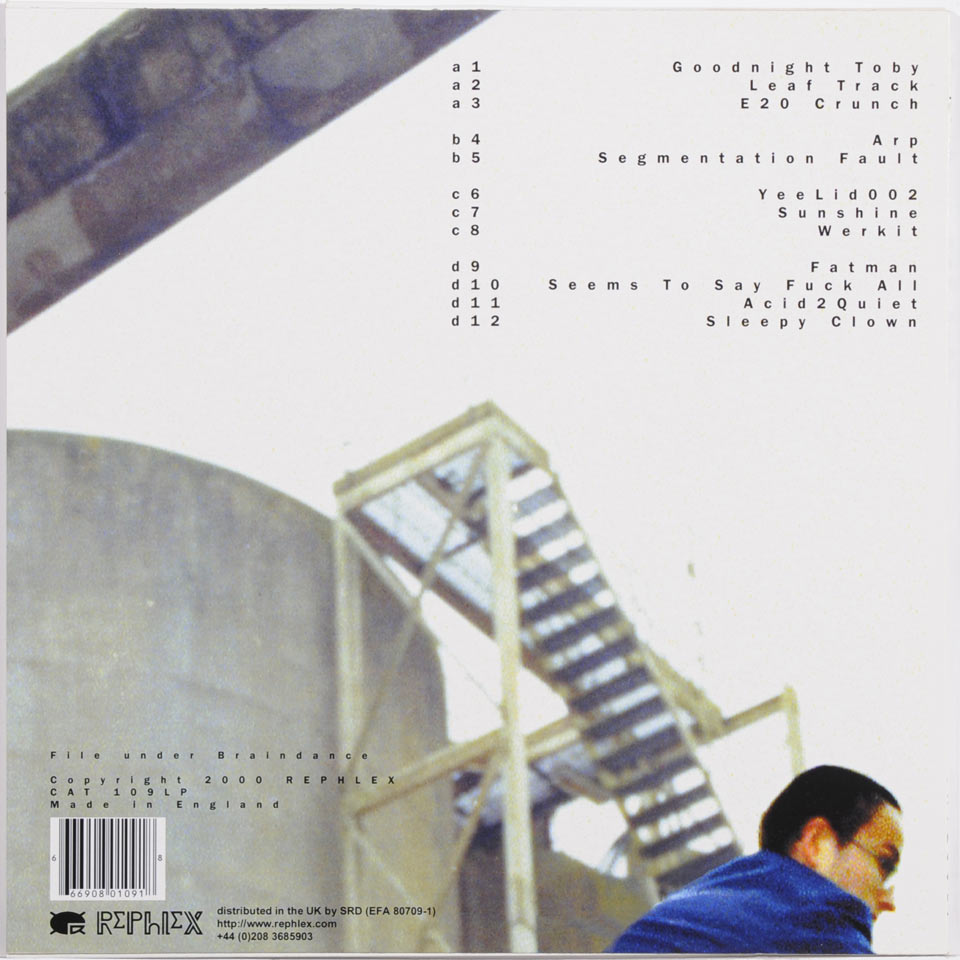 a1 Goodnight Toby
a2 Leaf Track
a3 E20 Crunch
b4 Arp
b5 Segmentation Fault
c6 YeeLid002
c7 Sunshine
c8 Werkit
d9 Fatman
d10 Seems To Say Fuck All
d11 Acid2Quiet
d12 Sleepy Clown
File under Braindance
Copyright 2000 REPHLEX
CAT 109LP
Made in England
6 66908 01091 8
REPHLEX
distributed in the UK by SRD (EFA 80709-1)
http://www.rephlex.com
+44 (0)208 3685903